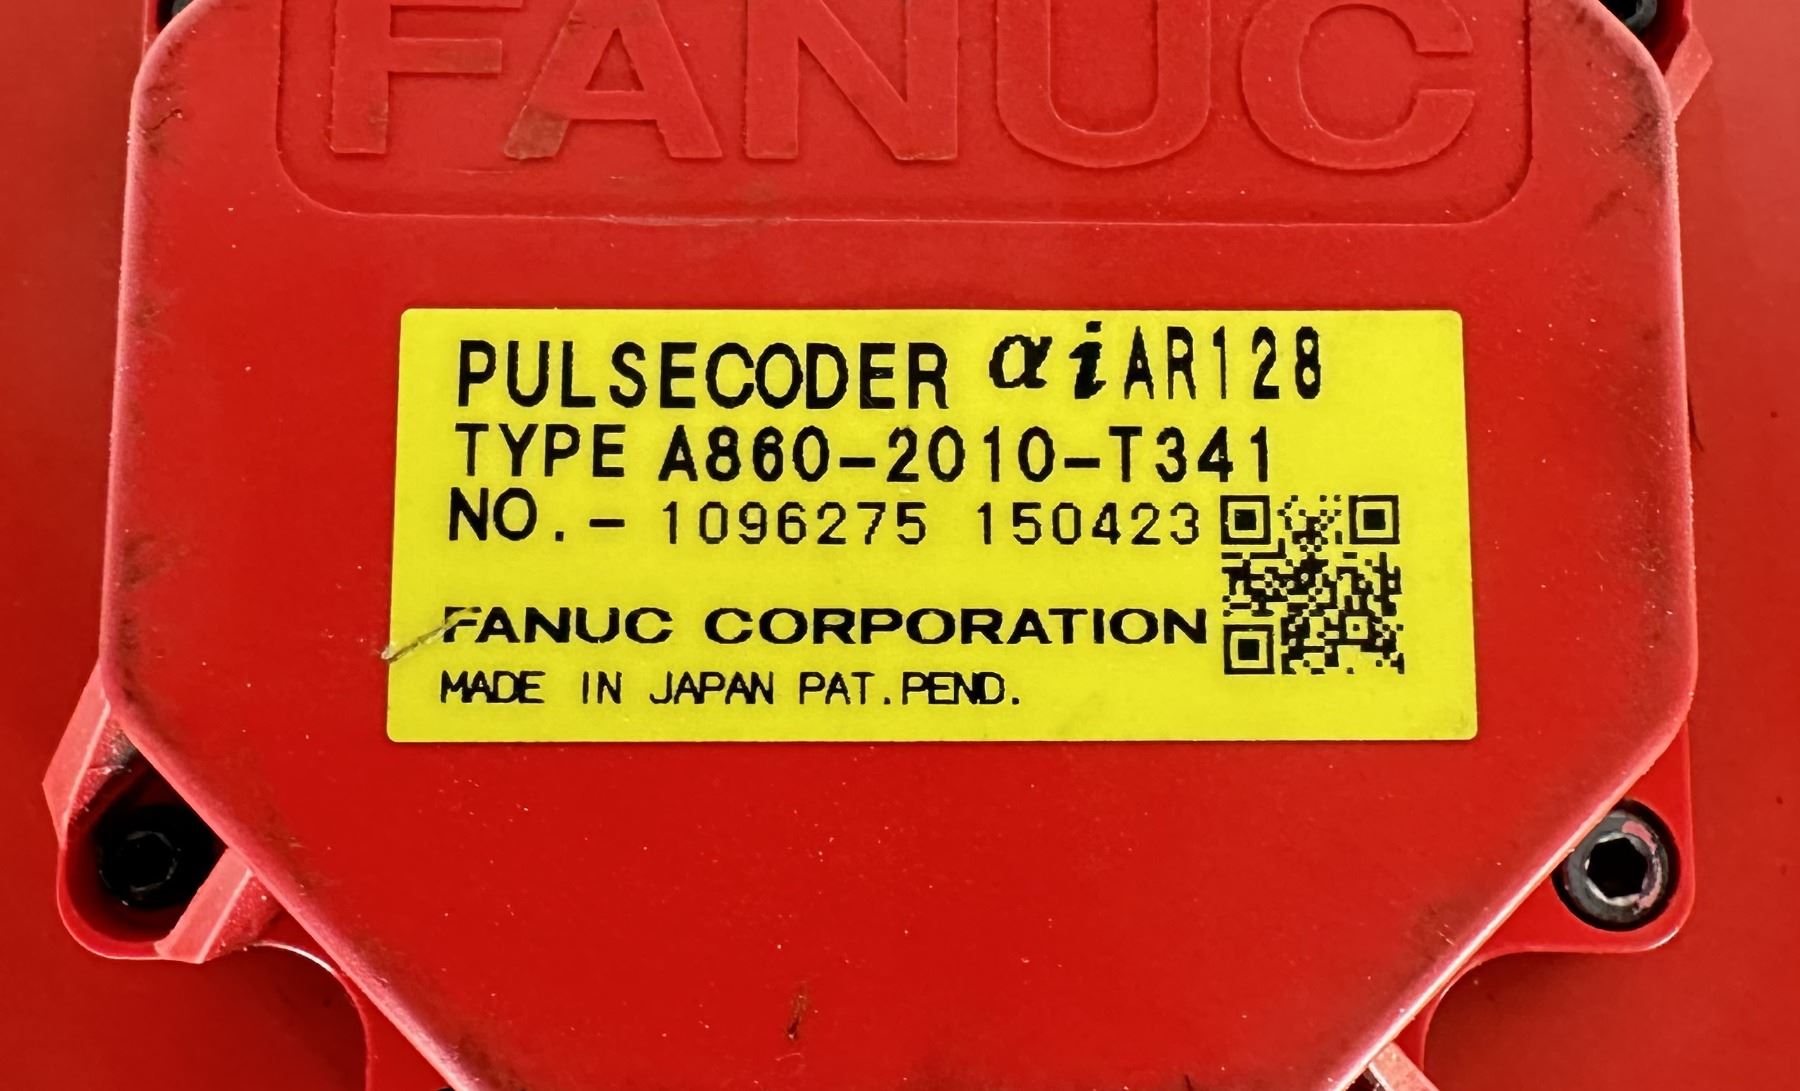 FANUC
PULSECODER αiAR128
TYPE A860-2010-T341
NO.- 1096275 150423
FANUC CORPORATION
MADE IN JAPAN PAT.PEND.